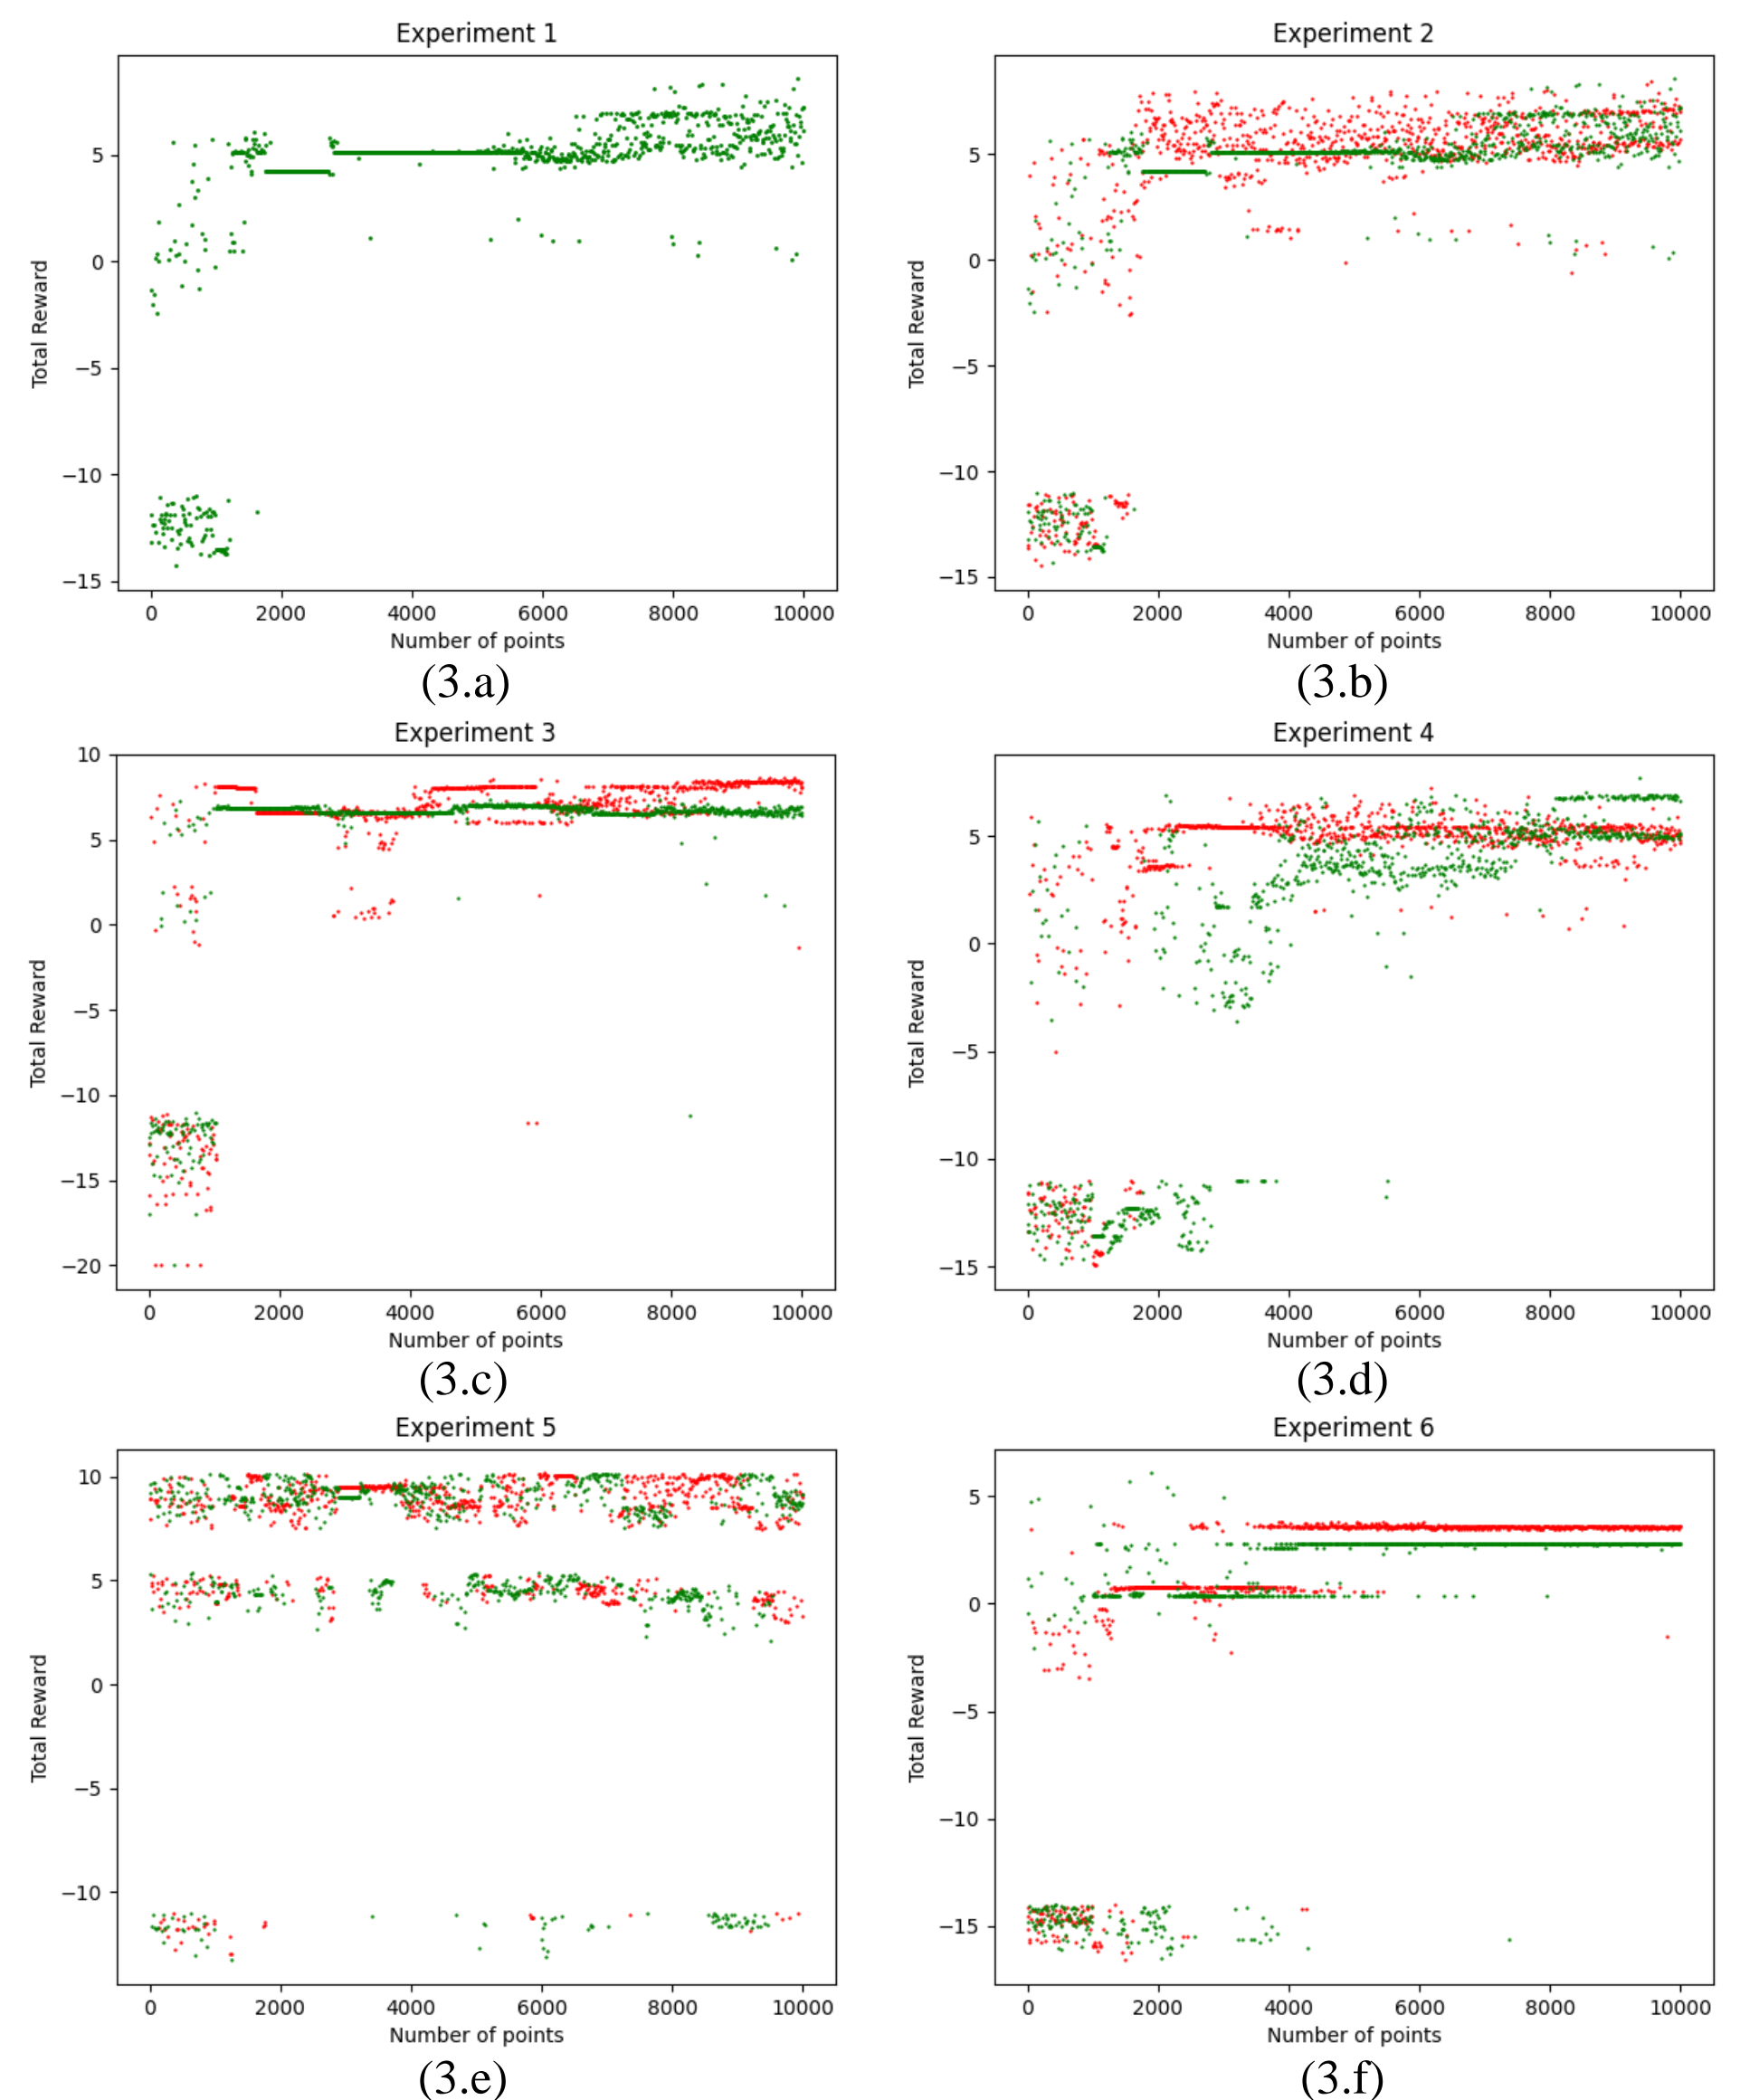 Experiment 1
5
0
−5
−10
−15
Total Reward
0 2000 4000 6000 8000 10000
Number of points
(3.a)
Experiment 2
5
0
−5
−10
−15
Total Reward
0 2000 4000 6000 8000 10000
Number of points
(3.b)
Experiment 3
10
5
0
−5
−10
−15
−20
Total Reward
0 2000 4000 6000 8000 10000
Number of points
(3.c)
Experiment 4
5
0
−5
−10
−15
Total Reward
0 2000 4000 6000 8000 10000
Number of points
(3.d)
Experiment 5
10
5
0
−5
−10
Total Reward
0 2000 4000 6000 8000 10000
Number of points
(3.e)
Experiment 6
5
0
−5
−10
−15
Total Reward
0 2000 4000 6000 8000 10000
Number of points
(3.f)